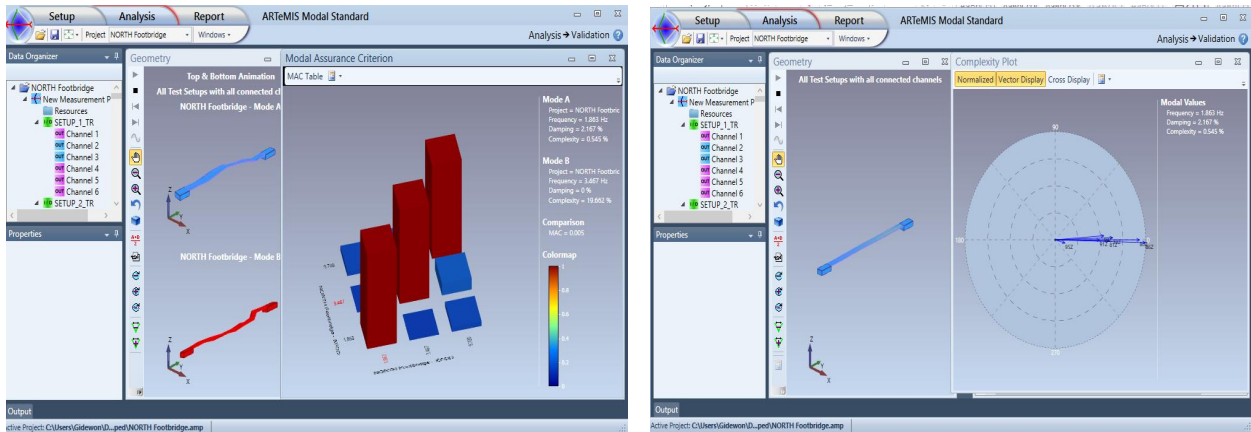 Setup Analysis Report ARTeMIS Modal Standard
Project NORTH Footbridge Windows Analysis → Validation
Data Organizer
NORTH Footbridge
New Measurement P
Resources
SETUP_1_TR
Channel 1
Channel 2
Channel 3
Channel 4
Channel 5
Channel 6
SETUP_2_TR
Properties
Geometry
Top & Bottom Animation
All Test Setups with all connected ch
NORTH Footbridge - Mode A
Z
Y
X
NORTH Footbridge - Mode B
Z
Y
X
Modal Assurance Criterion
MAC Table
Mode A
Project = NORTH Footbric
Frequency = 1.863 Hz
Damping = 2.167 %
Complexity = 0.545 %
Mode B
Project = NORTH Footbric
Frequency = 3.467 Hz
Damping = 0 %
Complexity = 19.662 %
Comparison
MAC = 0.005
Colormap
1
0.8
0.6
0.4
0.2
0
Output
ctive Project: C:\Users\Gidewon\D...ped\NORTH Footbridge.amp
Setup Analysis Report ARTeMIS Modal Standard
Project NORTH Footbridge Windows Analysis → Validation
Data Organizer
NORTH Footbridge
New Measurement P
Resources
SETUP_1_TR
Channel 1
Channel 2
Channel 3
Channel 4
Channel 5
Channel 6
SETUP_2_TR
Properties
Geometry
All Test Setups with all connected channels
Z
Y
X
Complexity Plot
Normalized Vector Display Cross Display
Modal Values
Frequency = 1.863 Hz
Damping = 2.167 %
Complexity = 0.545 %
90
270
Output
Active Project: C:\Users\Gidewon\D...ped\NORTH Footbridge.amp